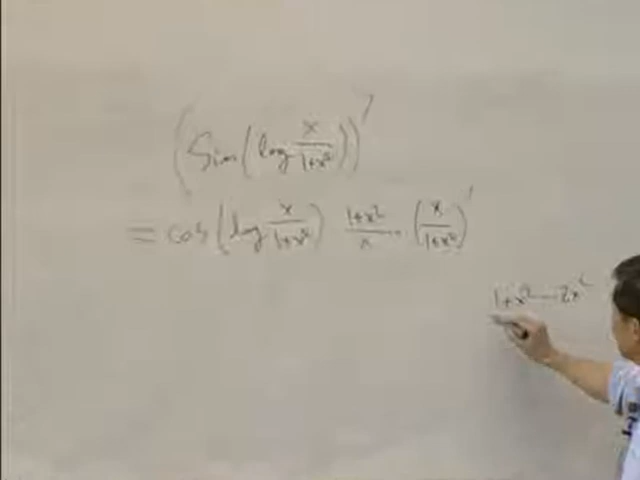 (Sin(log x/(1+x²)))′
= cos(log x/(1+x²)) (1+x²)/x · (x/(1+x²))′
1+x²-2x²